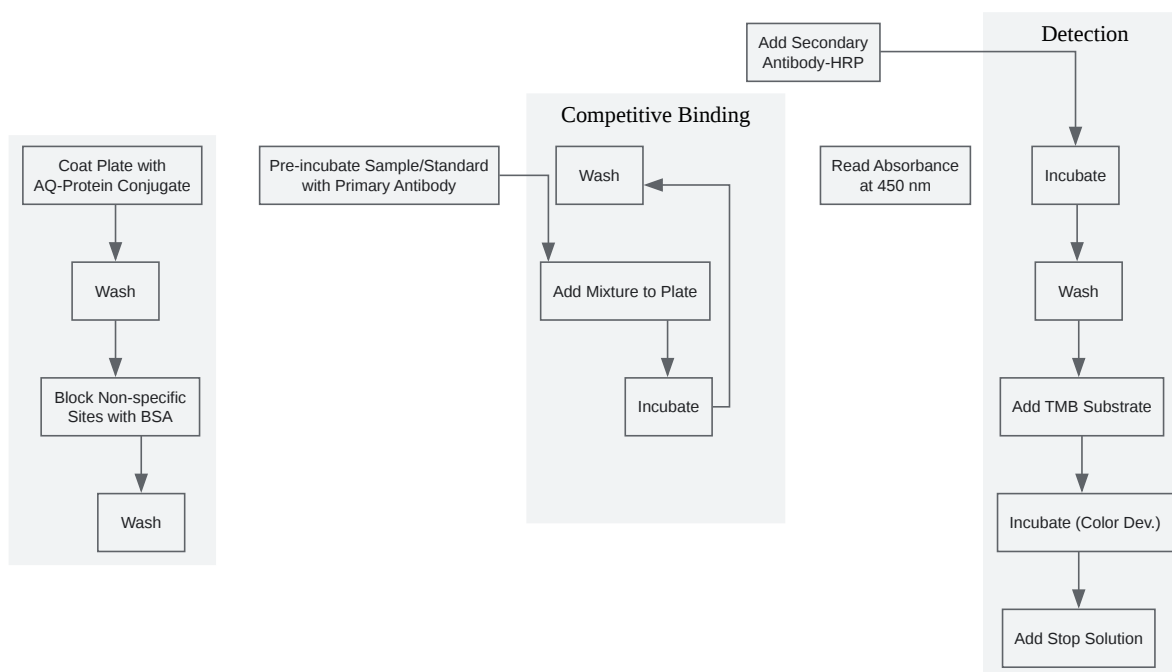 Coat Plate with
AQ-Protein Conjugate
Wash
Block Non-specific
Sites with BSA
Wash
Pre-incubate Sample/Standard
with Primary Antibody
Competitive Binding
Wash
Add Mixture to Plate
Incubate
Add Secondary
Antibody-HRP
Read Absorbance
at 450 nm
Detection
Incubate
Wash
Add TMB Substrate
Incubate (Color Dev.)
Add Stop Solution